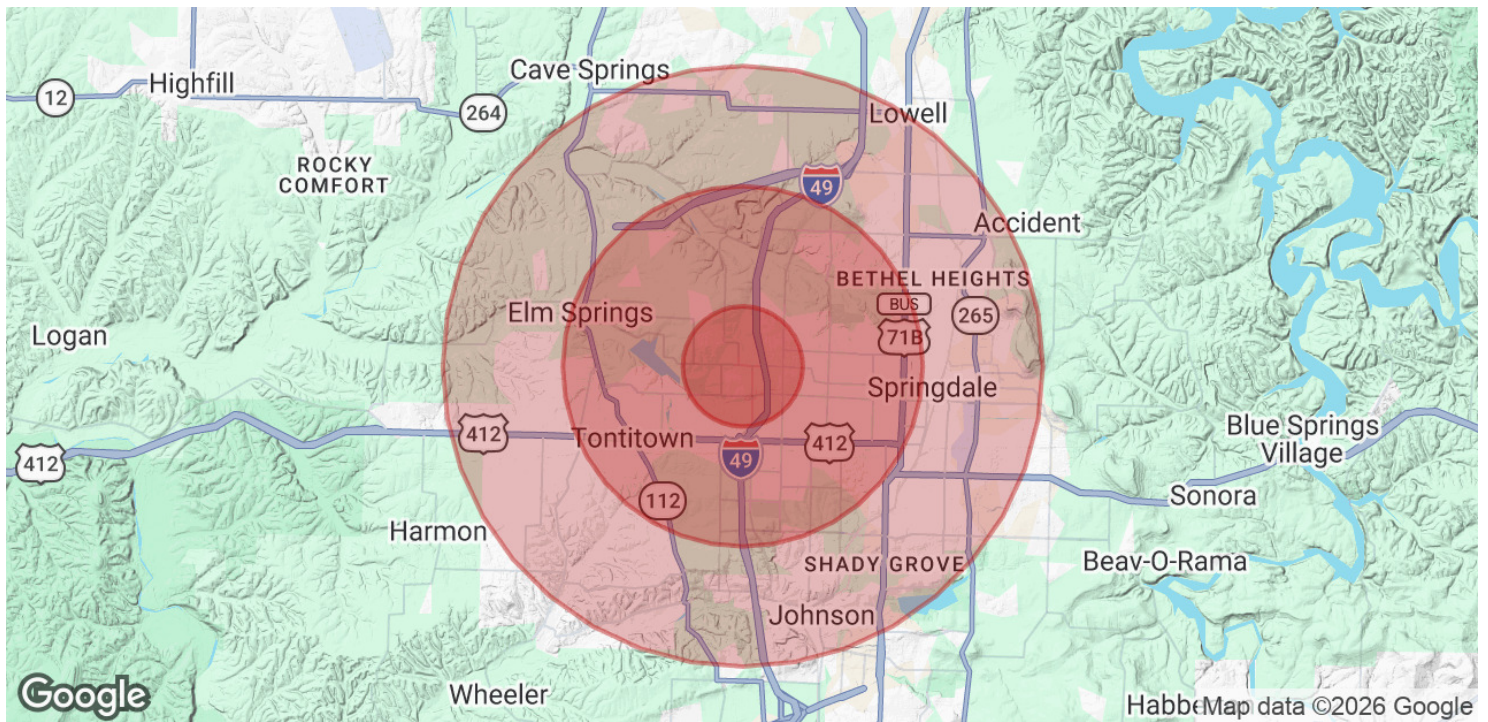 Cave Springs
Highfill
12
264
Lowell
ROCKY
COMFORT
49
Accident
BETHEL HEIGHTS
BUS
71B
265
Elm Springs
Logan
Springdale
412
Tontitown
412
49
412
Blue Springs
Village
112
Sonora
Harmon
SHADY GROVE
Beav-O-Rama
Johnson
Wheeler
Google
Map data ©2026 Google